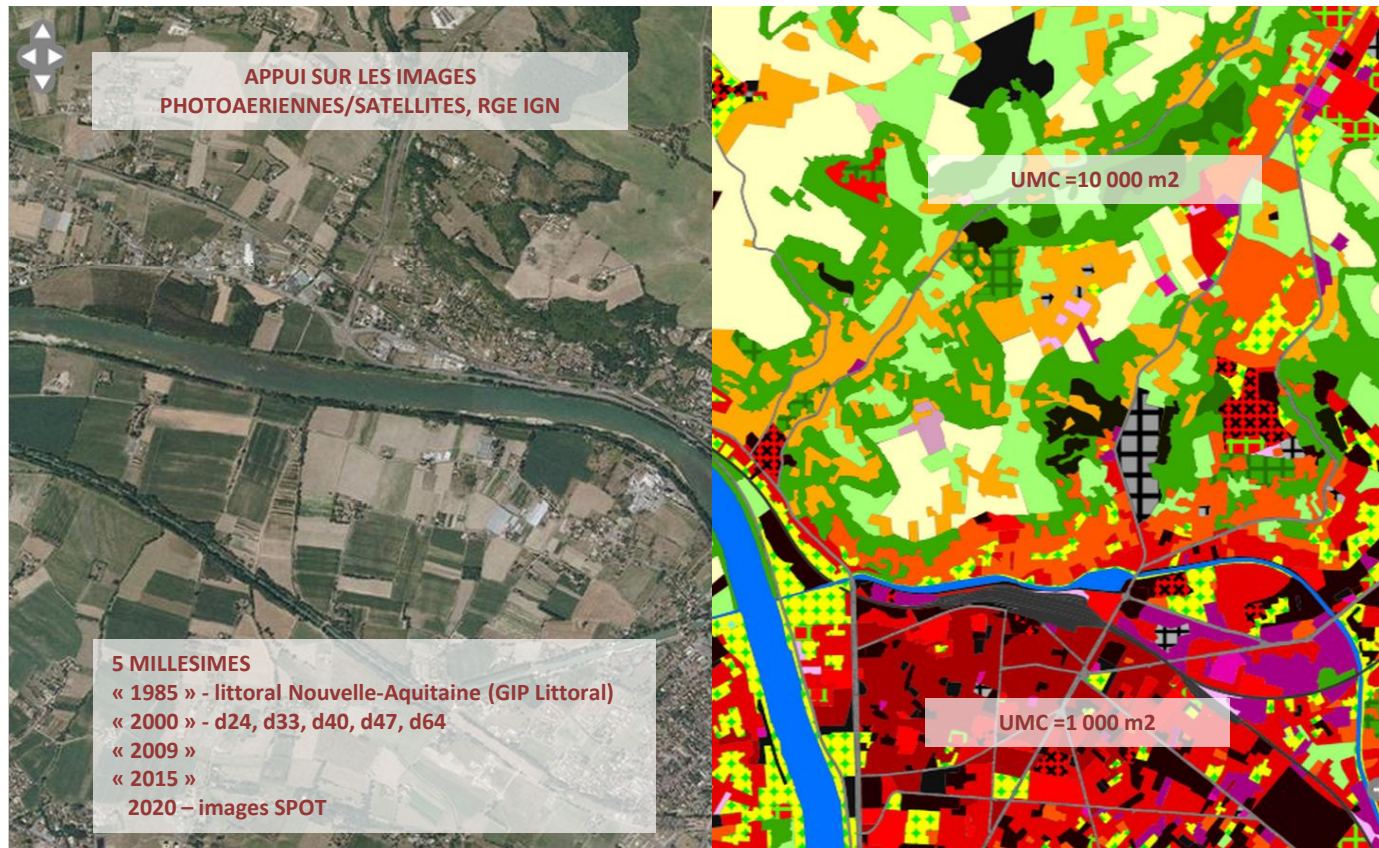 APPUI SUR LES IMAGES
PHOTOAERIENNES/SATELLITES, RGE IGN
UMC =10 000 m2
5 MILLESIMES
« 1985 » - littoral Nouvelle-Aquitaine (GIP Littoral)
« 2000 » - d24, d33, d40, d47, d64
« 2009 »
« 2015 »
2020 – images SPOT
UMC =1 000 m2